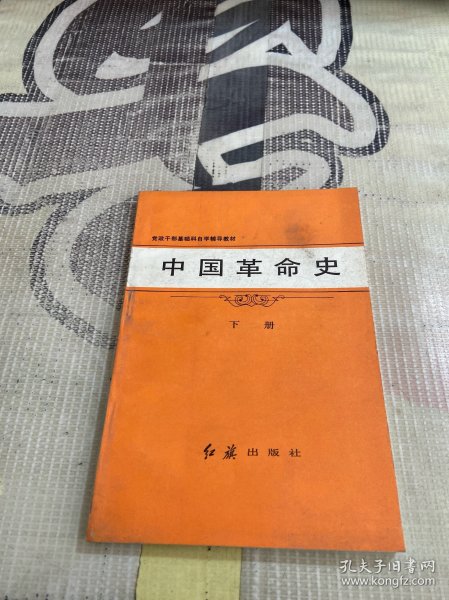 党政干部基础科自学辅导教材
中国革命史
下 册
红旗出版社
孔夫子旧书网
www.kongfz.com